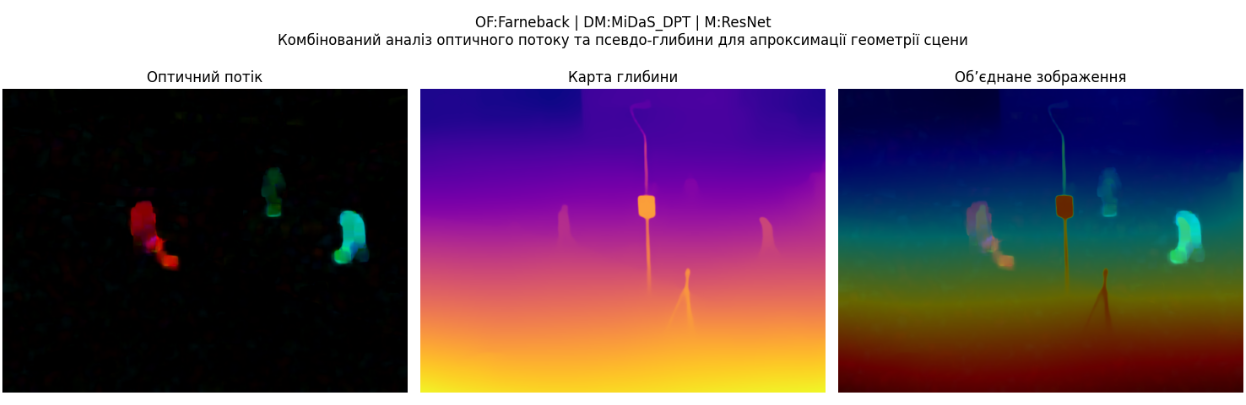 OF:Farneback | DM:MiDaS_DPT | M:ResNet
Комбінований аналіз оптичного потоку та псевдо-глибини для апроксимації геометрії сцени
Оптичний потік
Карта глибини
Об’єднане зображення